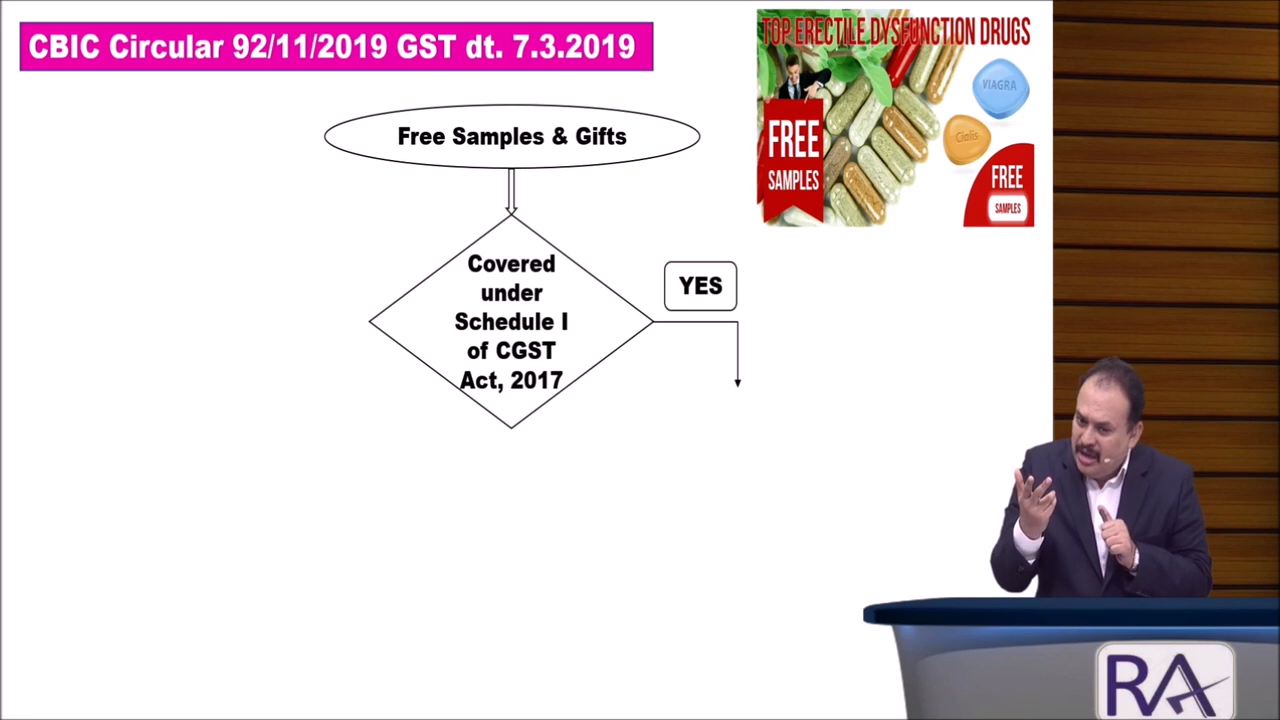 CBIC Circular 92/11/2019 GST dt. 7.3.2019
TOP ERECTILE DYSFUNCTION DRUGS
VIAGRA
Cialis
FREE
SAMPLES
FREE
SAMPLES
Free Samples & Gifts
Covered
under
Schedule I
of CGST
Act, 2017
YES
RA